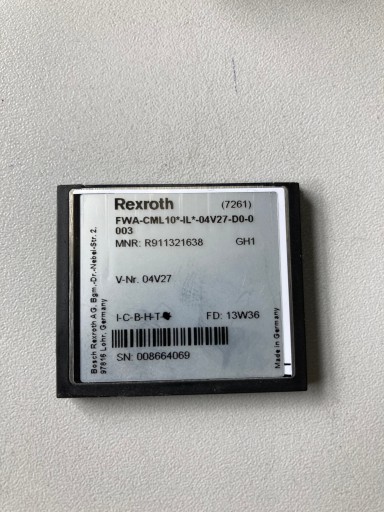 Rexroth (7261)
FWA-CML10*-IL*-04V27-D0-0
003
MNR: R911321638 GH1
V-Nr. 04V27
I-C-B-H-T
FD: 13W36
SN: 008664069
Bosch Rexroth AG, Bgm.-Dr.-Nebel-Str. 2,
97816 Lohr, Germany
Made in Germany